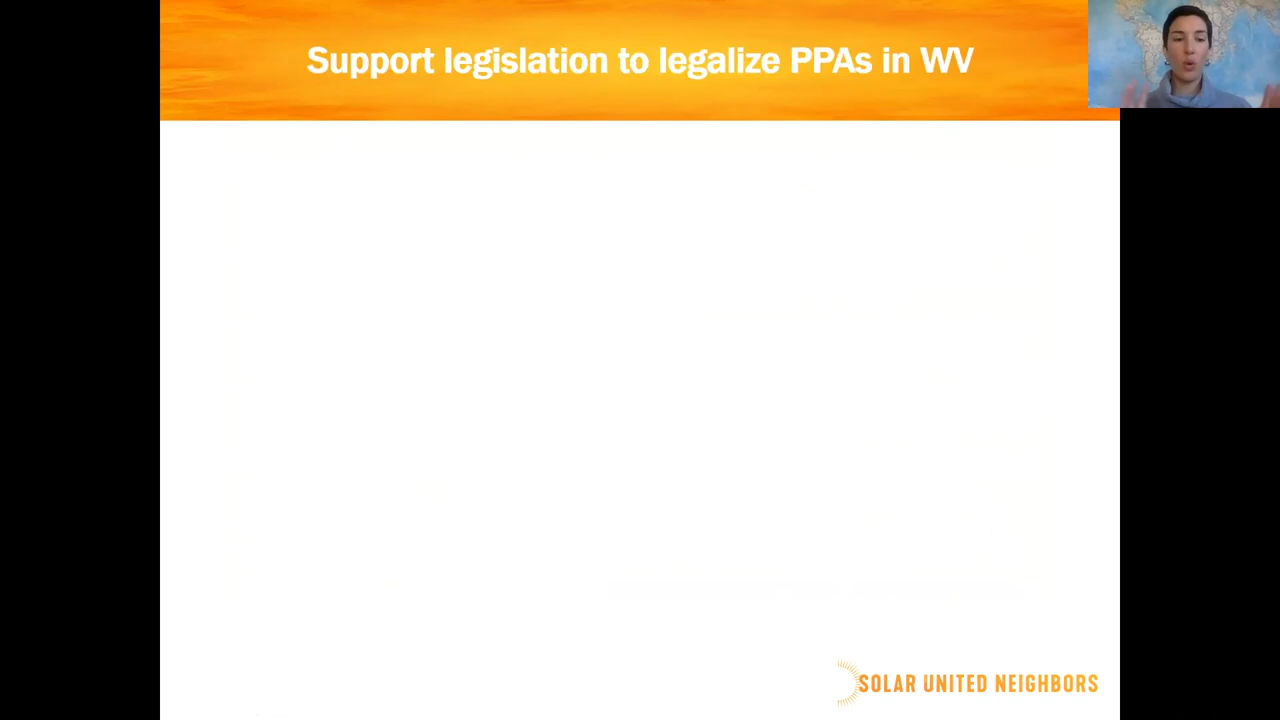 Support legislation to legalize PPAs in WV
SOLAR UNITED NEIGHBORS